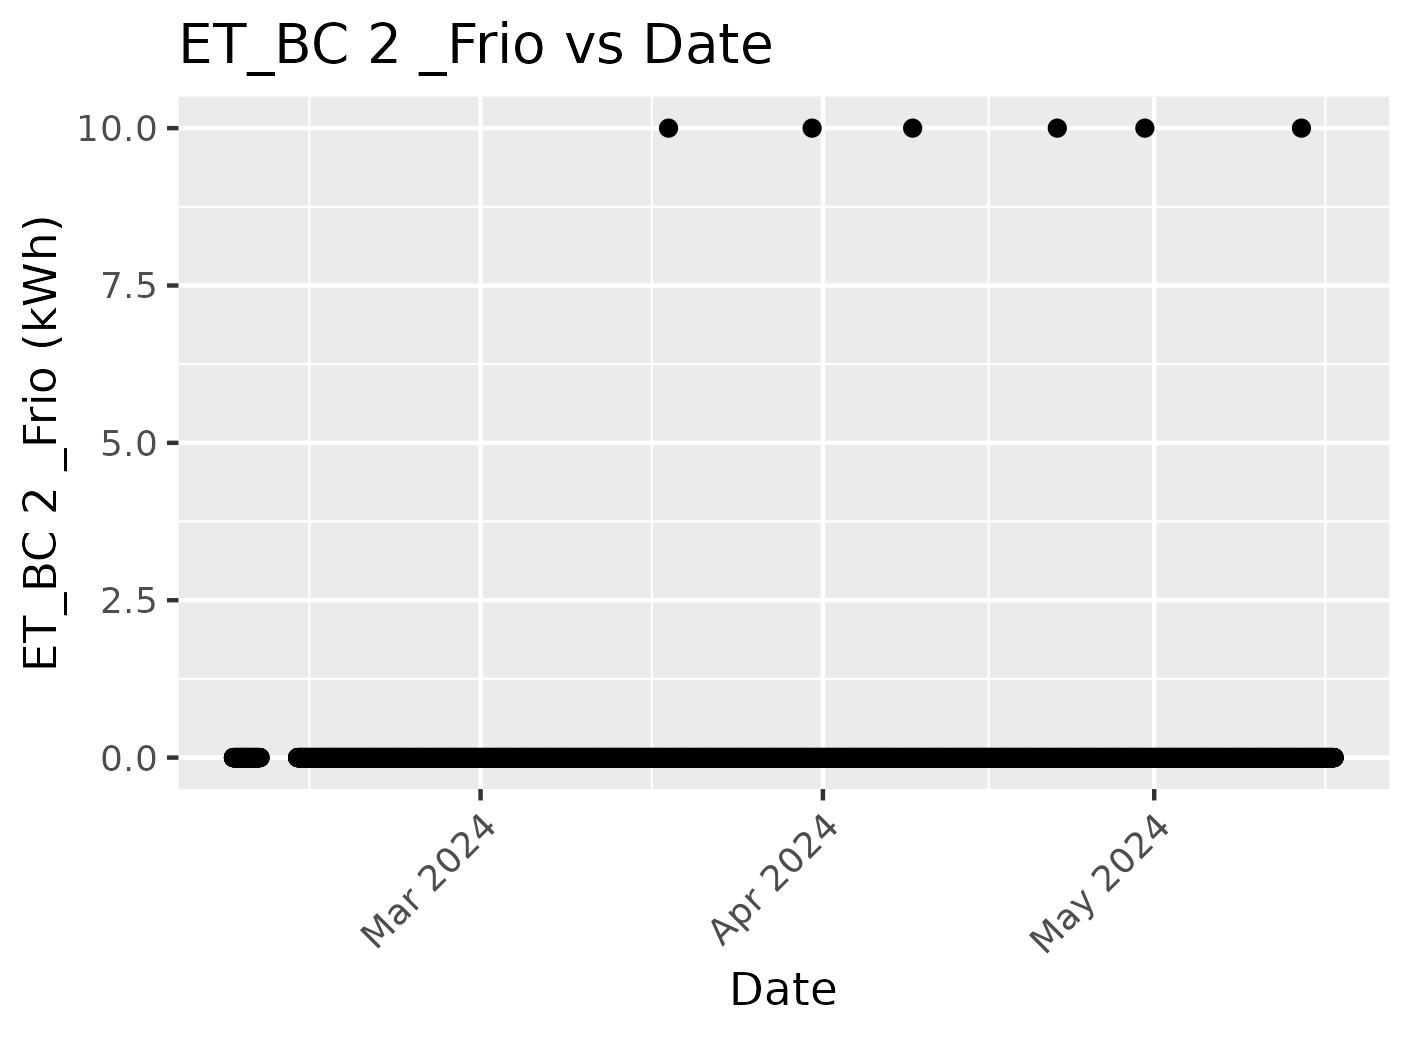 ET_BC 2 _Frio vs Date
ET_BC 2 _Frio (kWh)
10.0
7.5
5.0
2.5
0.0
Mar 2024
Apr 2024
May 2024
Date